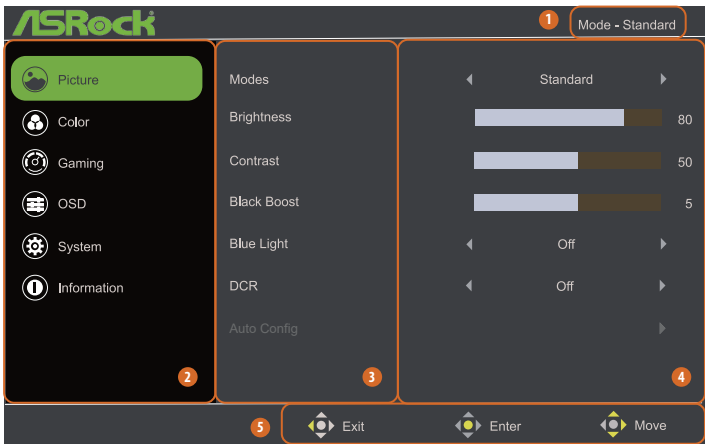 ASRock
1
Mode - Standard
Picture
Color
Gaming
OSD
System
Information
2
Modes
Brightness
Contrast
Black Boost
Blue Light
DCR
Auto Config
3
Standard
80
50
5
Off
Off
4
5
Exit
Enter
Move